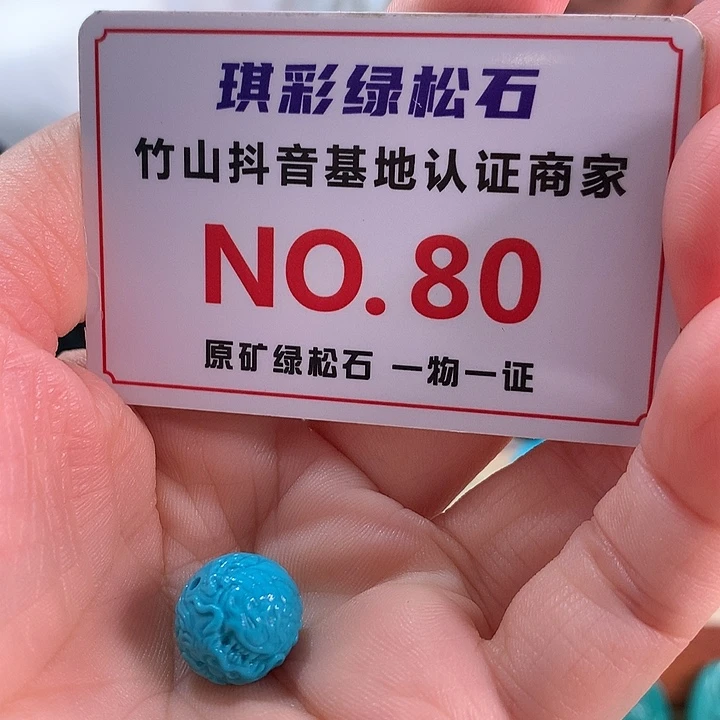 琪彩绿松石
竹山抖音基地认证商家
NO.80
原矿绿松石 一物一证